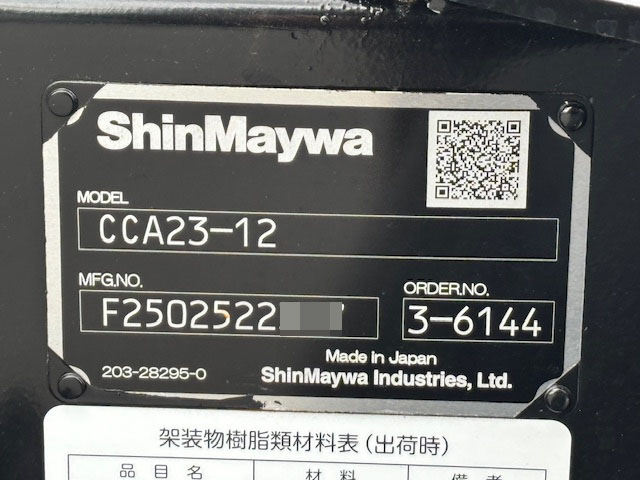 ShinMaywa
MODEL
CCA23-12
MFG.NO.
F2502522
ORDER.NO.
3-6144
Made in Japan
203-28295-0
ShinMaywa Industries, Ltd.
架装物樹脂類材料表(出荷時)
品目名
材料
備考